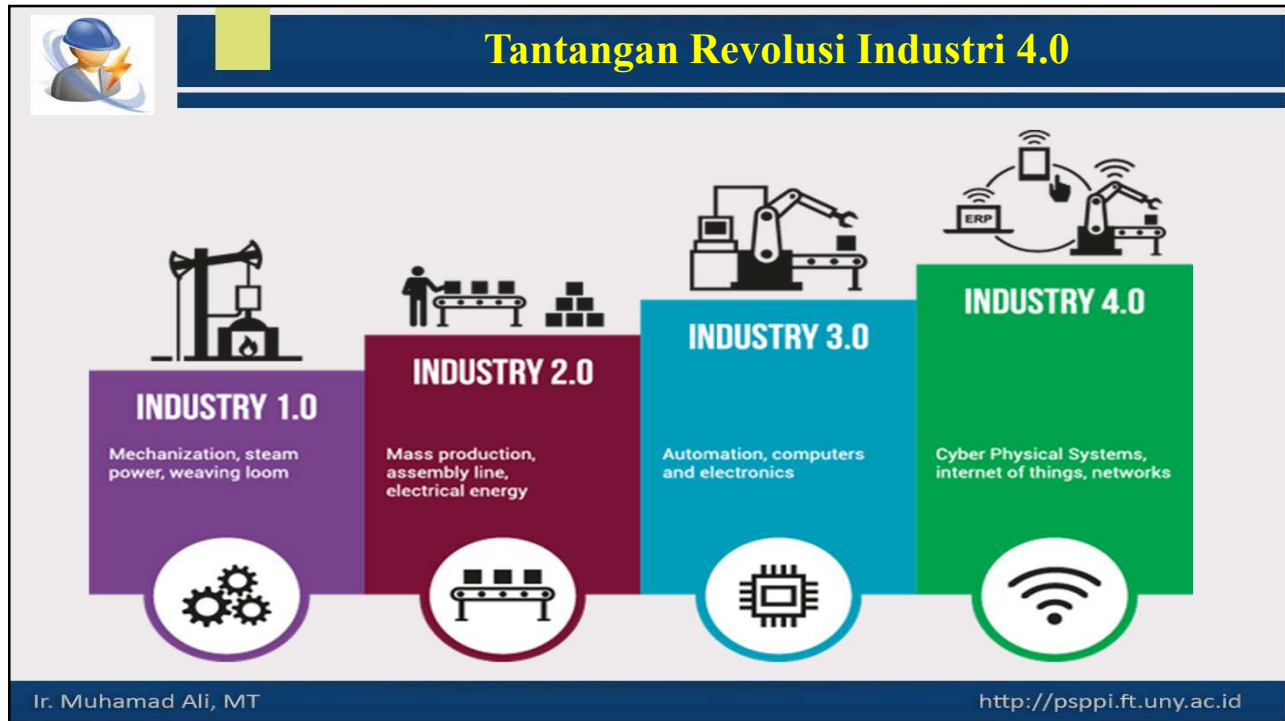 Tantangan Revolusi Industri 4.0
ERP
INDUSTRY 1.0
Mechanization, steam
power, weaving loom
INDUSTRY 2.0
Mass production,
assembly line,
electrical energy
INDUSTRY 3.0
Automation, computers
and electronics
INDUSTRY 4.0
Cyber Physical Systems,
internet of things, networks
Ir. Muhamad Ali, MT
http://psppi.ft.uny.ac.id